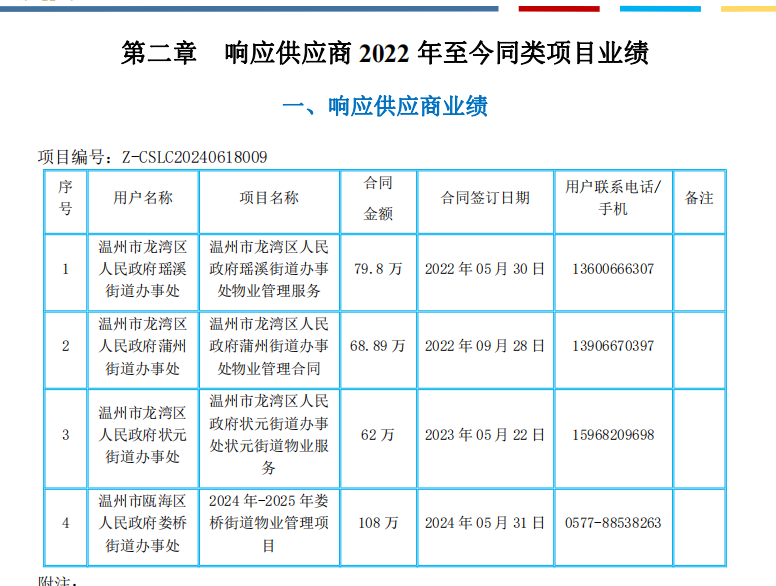 第二章 响应供应商 2022 年至今同类项目业绩
一、响应供应商业绩
项目编号: Z-CSLC20240618009
序号 用户名称 项目名称 合同金额 合同签订日期 用户联系电话/手机 备注
1 温州市龙湾区人民政府瑶溪街道办事处 温州市龙湾区人民政府瑶溪街道办事处物业管理服务 79.8 万 2022 年 05 月 30 日 13600666307
2 温州市龙湾区人民政府蒲州街道办事处 温州市龙湾区人民政府蒲州街道办事处物业管理合同 68.89 万 2022 年 09 月 28 日 13906670397
3 温州市龙湾区人民政府状元街道办事处 温州市龙湾区人民政府状元街道办事处状元街道物业服务 62 万 2023 年 05 月 22 日 15968209698
4 温州市瓯海区人民政府娄桥街道办事处 2024 年-2025 年娄桥街道物业管理项目 108 万 2024 年 05 月 31 日 0577-88538263
附注: